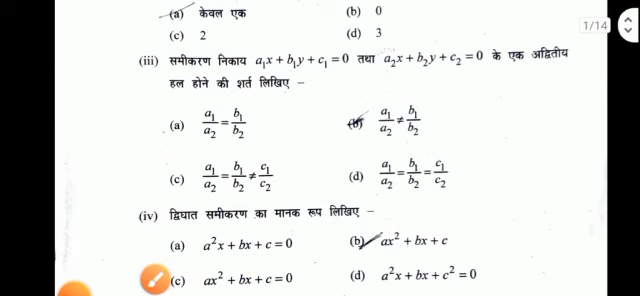 (a) केवल एक (b) 0
1/14
(c) 2 (d) 3
(iii) समीकरण निकाय a₁x + b₁y + c₁ = 0 तथा a₂x + b₂y + c₂ = 0 के एक अद्वितीय
हल होने की शर्त लिखिए –
(a) a₁/a₂ = b₁/b₂ (b) a₁/a₂ ≠ b₁/b₂
(c) a₁/a₂ = b₁/b₂ ≠ c₁/c₂ (d) a₁/a₂ = b₁/b₂ = c₁/c₂
(iv) द्विघात समीकरण का मानक रूप लिखिए –
(a) a²x + bx + c = 0 (b) ax² + bx + c
(c) ax² + bx + c = 0 (d) a²x + bx + c² = 0